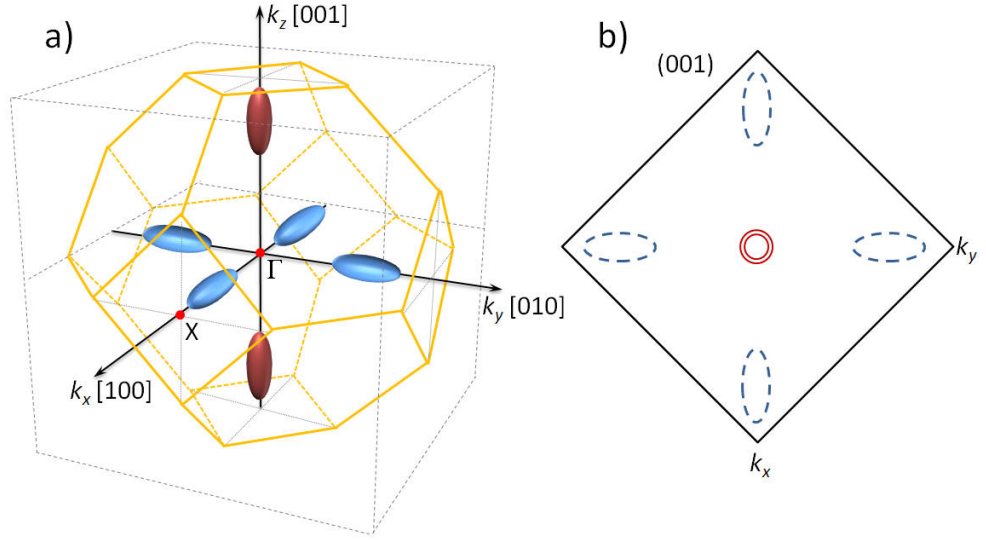 a)
k_z [001]
Γ
X
k_y [010]
k_x [100]
b)
(001)
k_y
k_x